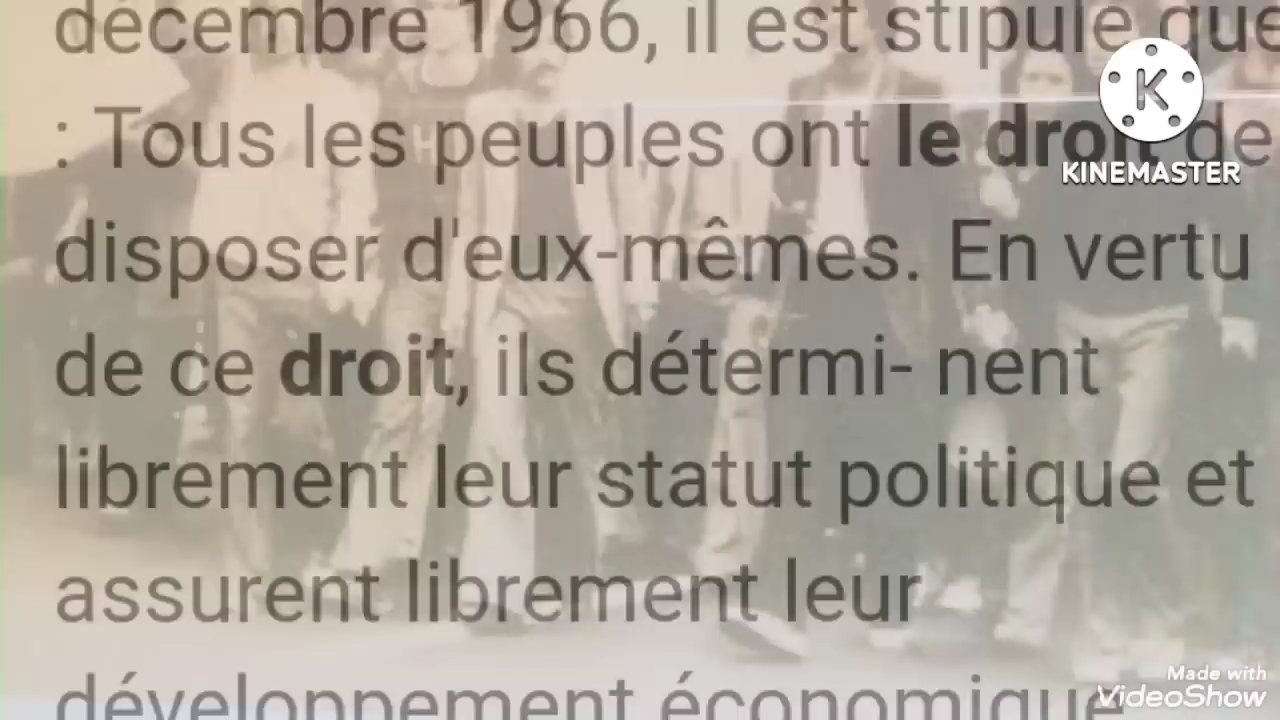 décembre 1966, il est stipule que
: Tous les peuples ont le droit de
disposer d'eux-mêmes. En vertu
de ce droit, ils détermi- nent
librement leur statut politique et
assurent librement leur
développement économique
K
KINEMASTER
Made with
VideoShow